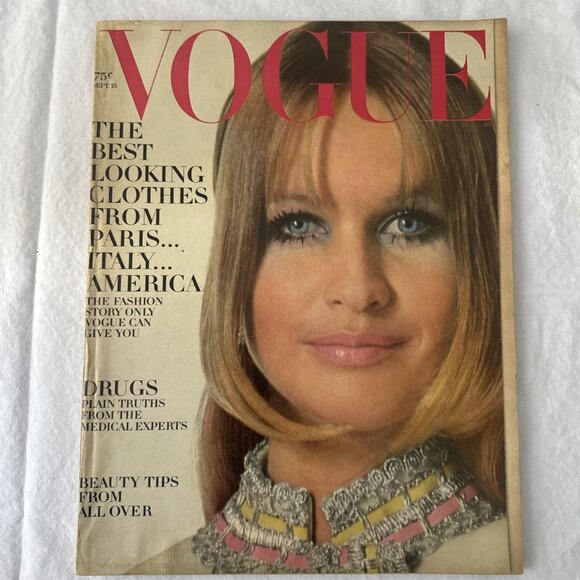 VOGUE
75¢
SEPT. 15
THE
BEST
LOOKING
CLOTHES
FROM
PARIS...
ITALY...
AMERICA
THE FASHION
STORY ONLY
VOGUE CAN
GIVE YOU
DRUGS
PLAIN TRUTHS
FROM THE
MEDICAL EXPERTS
BEAUTY TIPS
FROM
ALL OVER